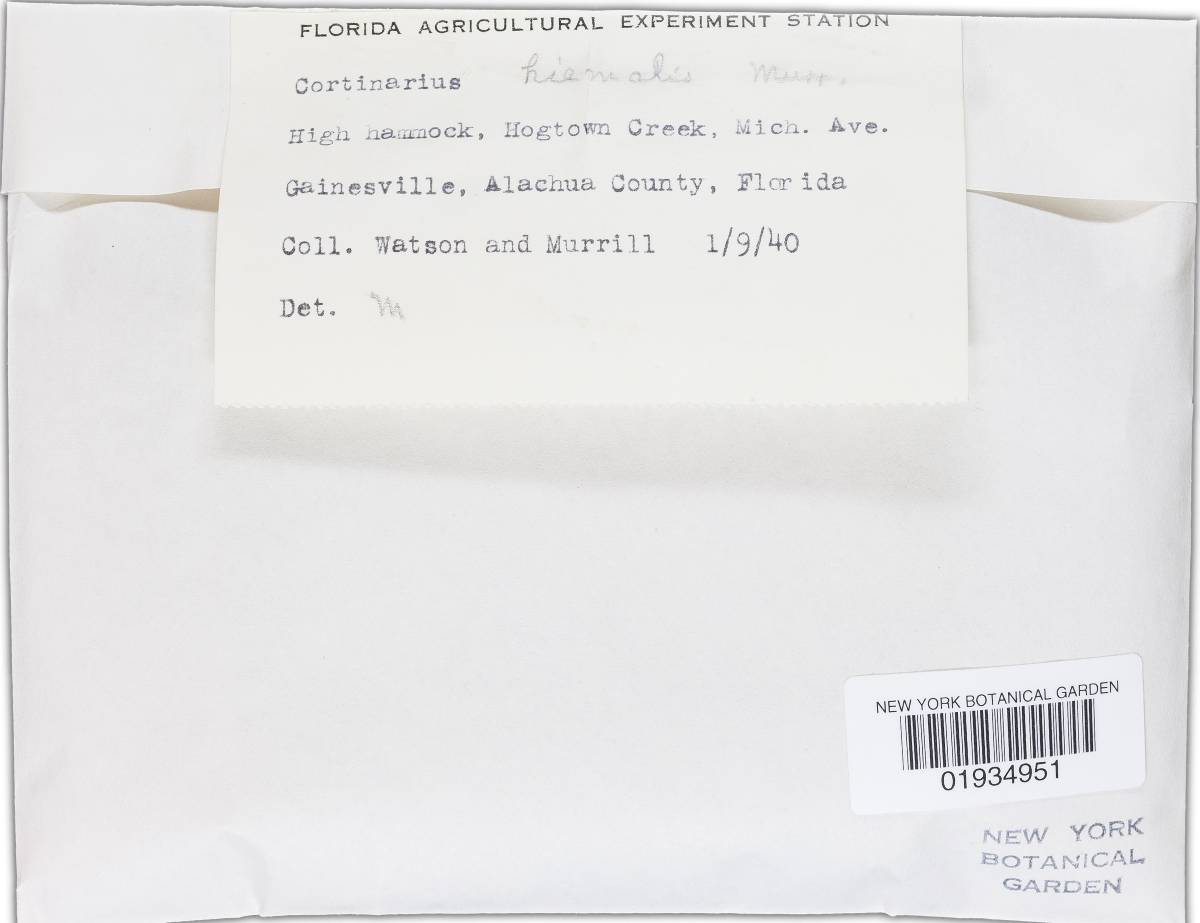 FLORIDA AGRICULTURAL EXPERIMENT STATION
Cortinarius hiemalis Murr.
High hammock, Hogtown Creek, Mich. Ave.
Gainesville, Alachua County, Florida
Coll. Watson and Murrill 1/9/40
Det. M
NEW YORK BOTANICAL GARDEN
01934951
NEW YORK
BOTANICAL
GARDEN